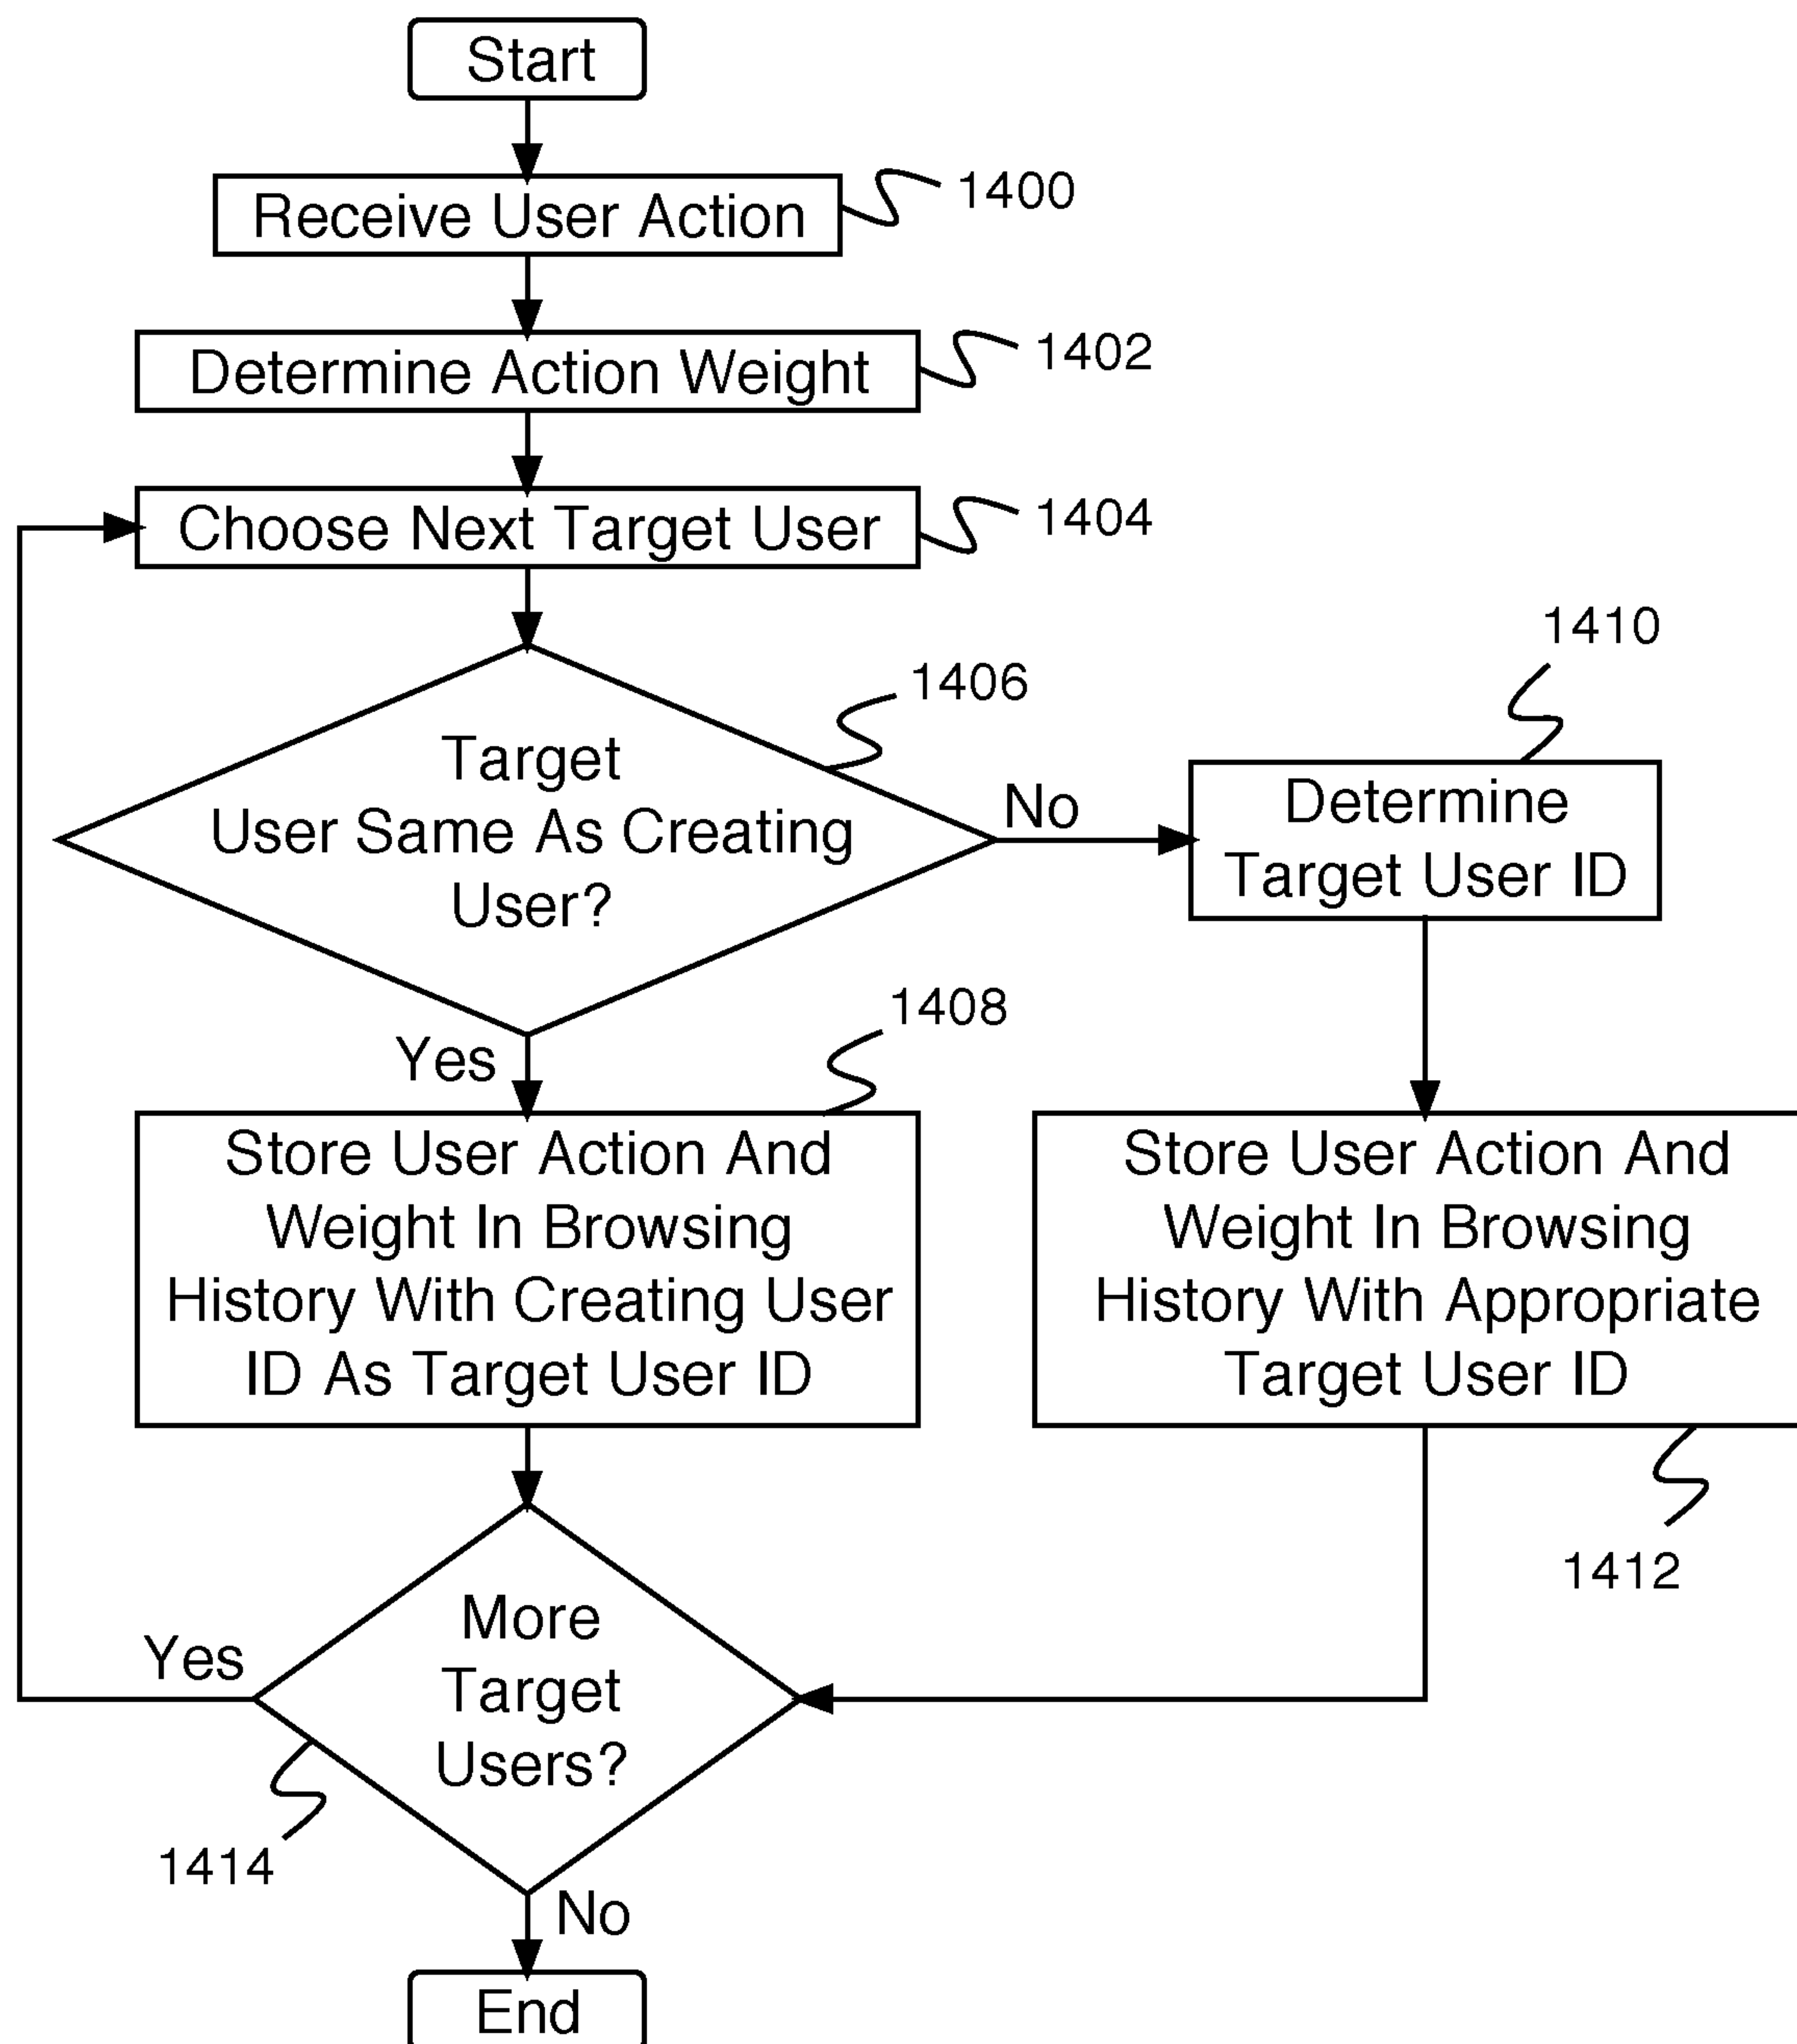 Start
Receive User Action
1400
Determine Action Weight
1402
Choose Next Target User
1404
1406
Target
User Same As Creating
User?
No
1410
Determine
Target User ID
Yes
1408
Store User Action And
Weight In Browsing
History With Creating User
ID As Target User ID
Store User Action And
Weight In Browsing
History With Appropriate
Target User ID
1412
More
Target
Users?
Yes
1414
No
End